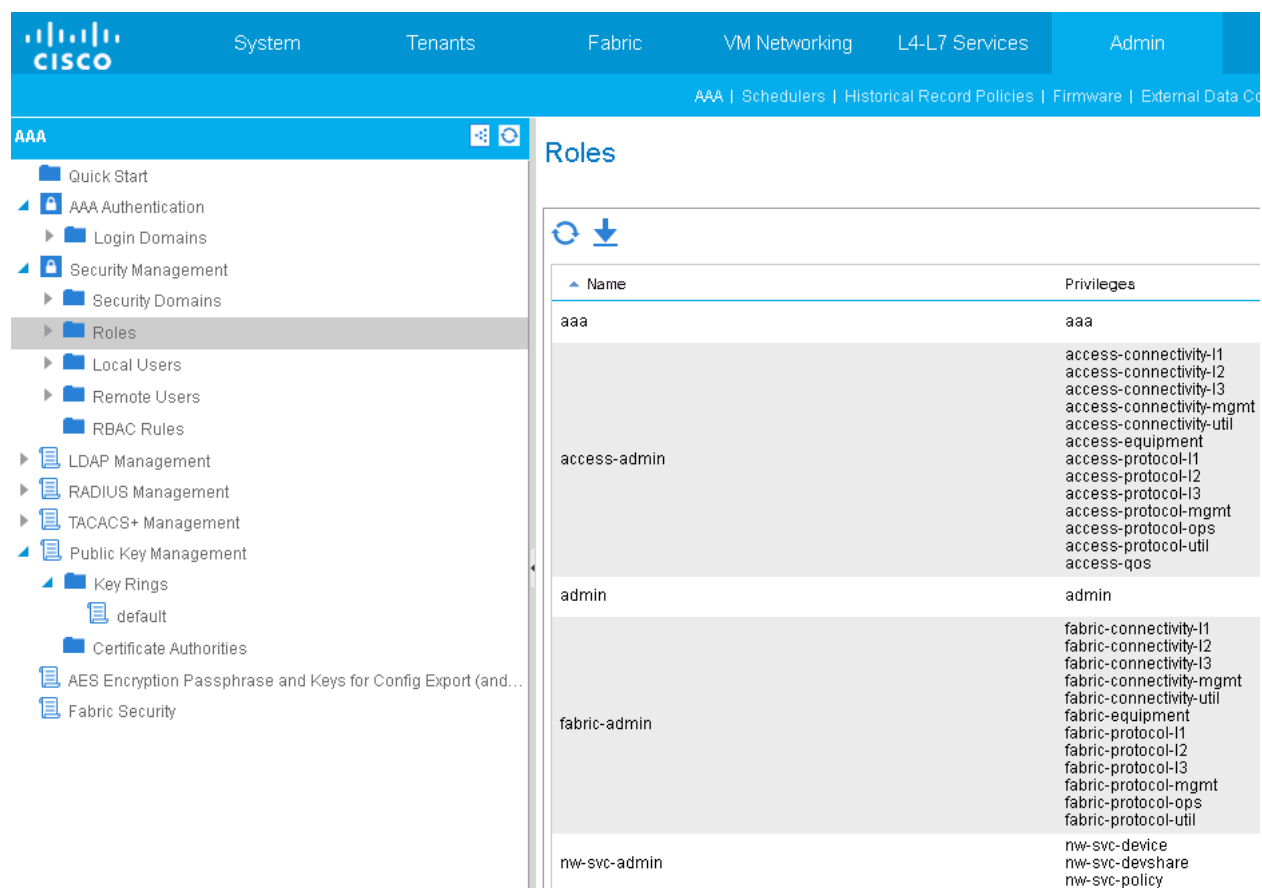 CISCO
System
Tenants
Fabric
VM Networking
L4-L7 Services
Admin
AAA | Schedulers | Historical Record Policies | Firmware | External Data Co
AAA
Quick Start
AAA Authentication
Login Domains
Security Management
Security Domains
Roles
Local Users
Remote Users
RBAC Rules
LDAP Management
RADIUS Management
TACACS+ Management
Public Key Management
Key Rings
default
Certificate Authorities
AES Encryption Passphrase and Keys for Config Export (and...
Fabric Security
Roles
Name
Privileges
aaa
aaa
access-admin
access-connectivity-l1
access-connectivity-l2
access-connectivity-l3
access-connectivity-mgmt
access-connectivity-util
access-equipment
access-protocol-l1
access-protocol-l2
access-protocol-l3
access-protocol-mgmt
access-protocol-ops
access-protocol-util
access-qos
admin
admin
fabric-admin
fabric-connectivity-l1
fabric-connectivity-l2
fabric-connectivity-l3
fabric-connectivity-mgmt
fabric-connectivity-util
fabric-equipment
fabric-protocol-l1
fabric-protocol-l2
fabric-protocol-l3
fabric-protocol-mgmt
fabric-protocol-ops
fabric-protocol-util
nw-svc-admin
nw-svc-device
nw-svc-devshare
nw-svc-policy